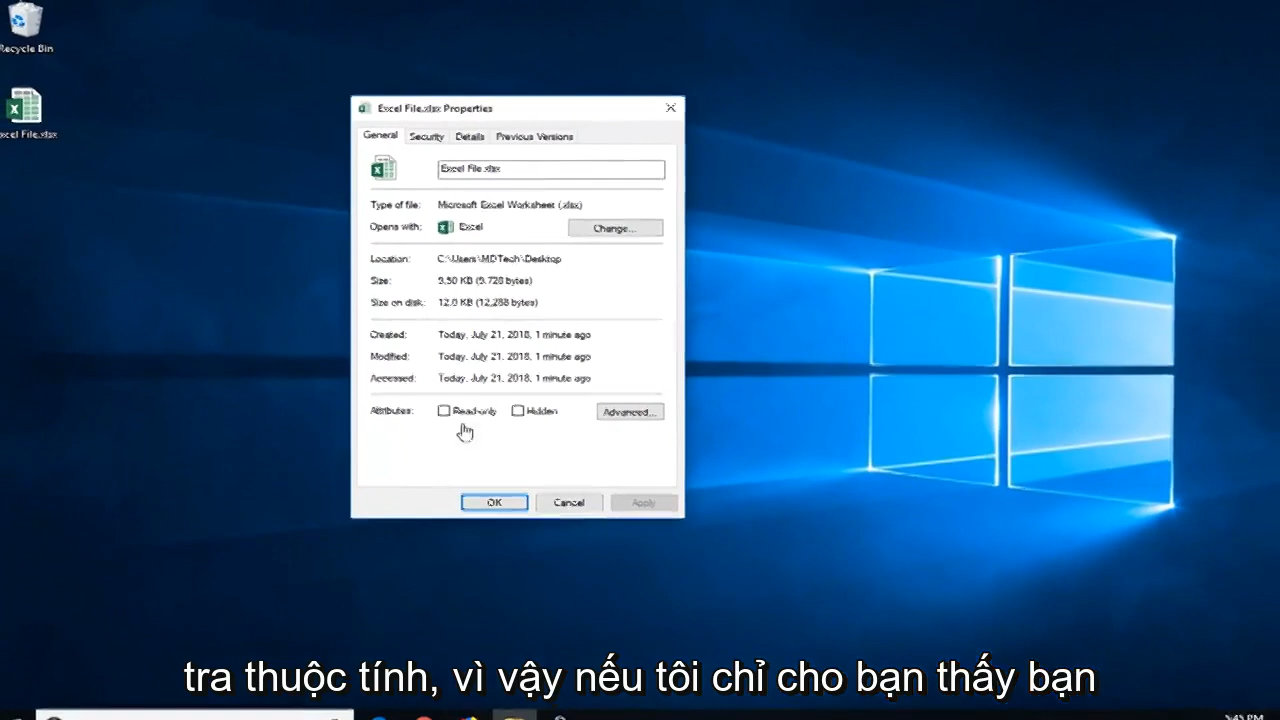 Recycle Bin
Excel File.xlsx Properties
General Security Details Previous Versions
xcel File.xlsx
Excel File.xlsx
Type of file: Microsoft Excel Worksheet (.xlsx)
Opens with: Excel Change...
Location: C:\Users\MDTech\Desktop
Size: 9.50 KB (9,728 bytes)
Size on disk: 12.0 KB (12,288 bytes)
Created: Today, July 21, 2018, 1 minute ago
Modified: Today, July 21, 2018, 1 minute ago
Accessed: Today, July 21, 2018, 1 minute ago
Attributes: Read-only Hidden Advanced...
OK Cancel Apply
tra thuộc tính, vì vậy nếu tôi chỉ cho bạn thấy bạn